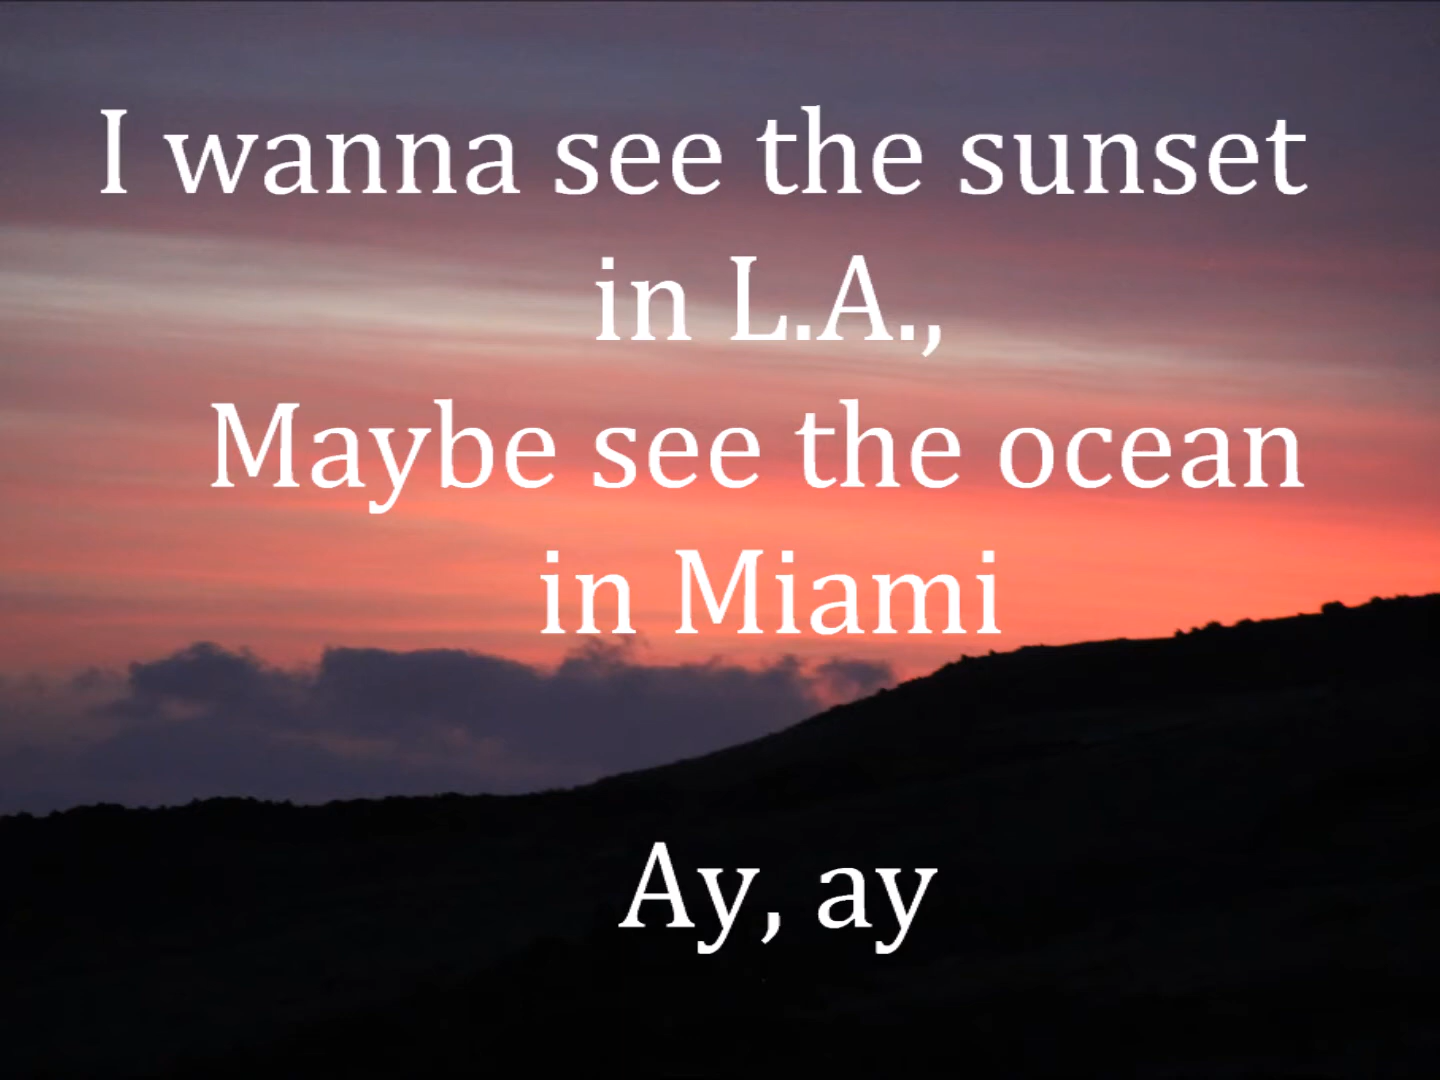 I wanna see the sunset
in L.A.,
Maybe see the ocean
in Miami
Ay, ay